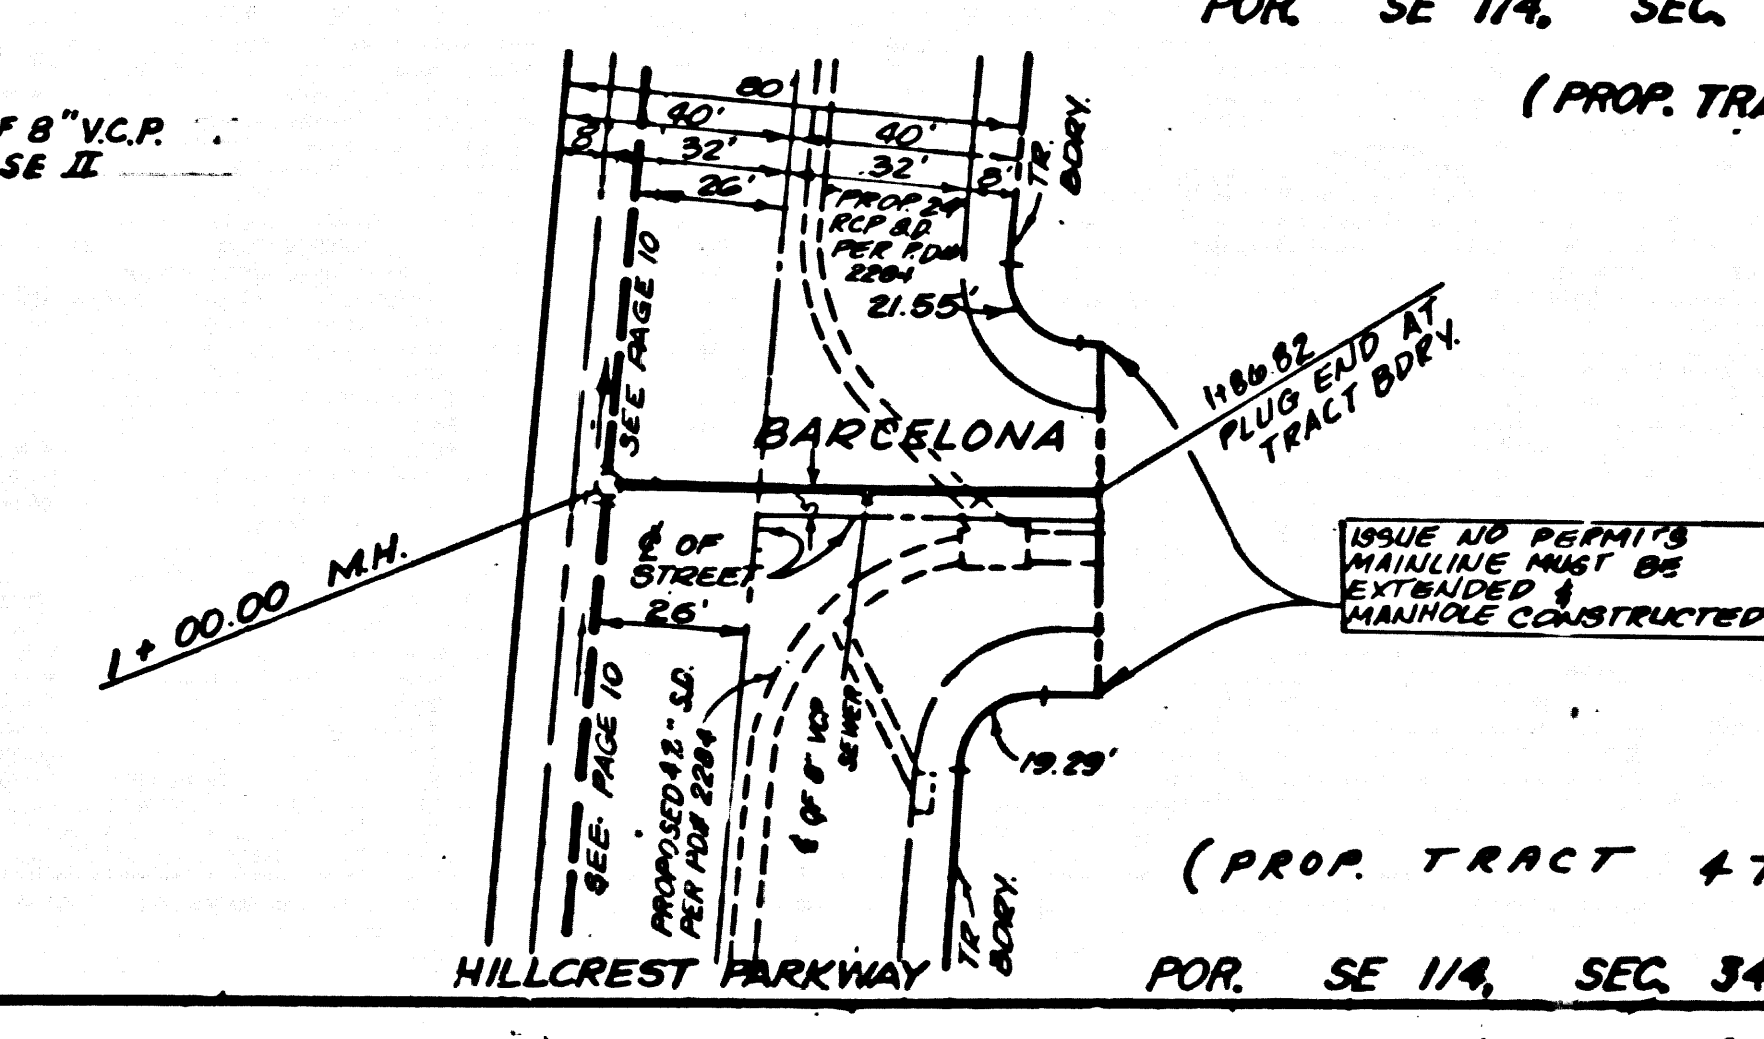 POR. SE 1/4, SEC.
(PROP. TRA
F 8" V.C.P.
SE II
80'
40'
40'
8'
32'
32'
8'
26'
TR.
BDRY.
PROP. 24"
RCP S.D.
PER P.D.#
2284
21.55'
SEE PAGE 10
BARCELONA
1+86.82
PLUG END AT
TRACT BDRY.
5'
1+00.00 M.H.
℄ OF
STREET
26'
ISSUE NO PERMITS
MAINLINE MUST BE
EXTENDED &
MANHOLE CONSTRUCTED
SEE PAGE 10
PROPOSED 42" S.D.
PER PD# 2284
℄ OF 8" VCP
SEWER
19.29'
TR
BDRY.
(PROP. TRACT 4
HILLCREST PARKWAY
POR. SE 1/4, SEC. 34